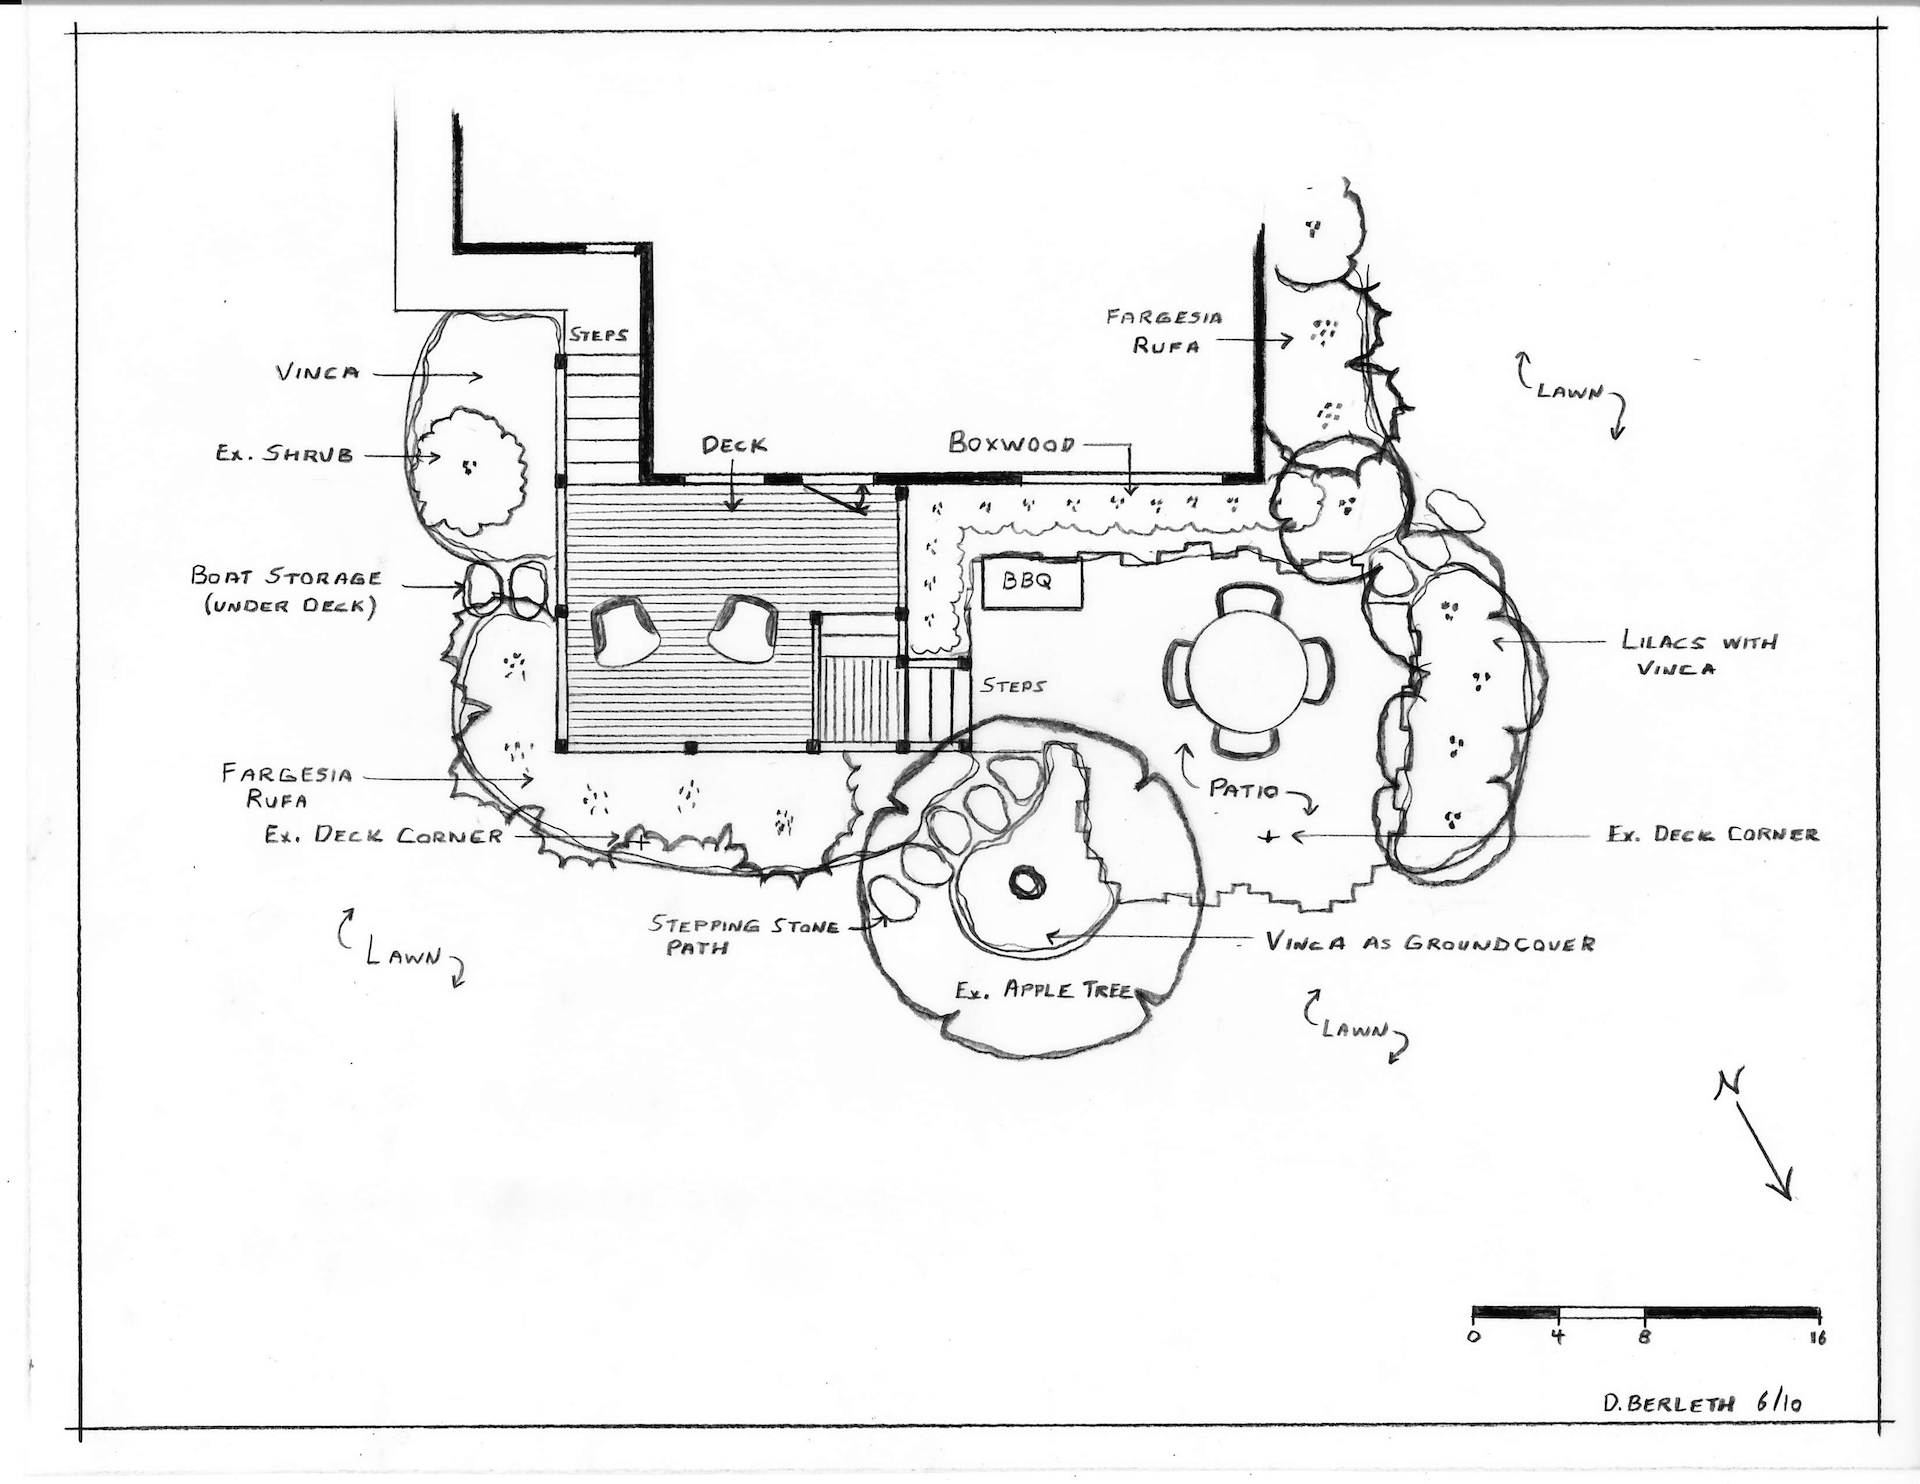 STEPS
FARGESIA
RUFA
VINCA
LAWN
EX. SHRUB
DECK
BOXWOOD
BOAT STORAGE
(UNDER DECK)
BBQ
LILACS WITH
VINCA
STEPS
FARGESIA
RUFA
PATIO
EX. DECK CORNER
EX. DECK CORNER
STEPPING STONE
PATH
VINCA AS GROUNDCOVER
LAWN
EX. APPLE TREE
LAWN
N
0 4 8 16
D. BERLETH 6/10